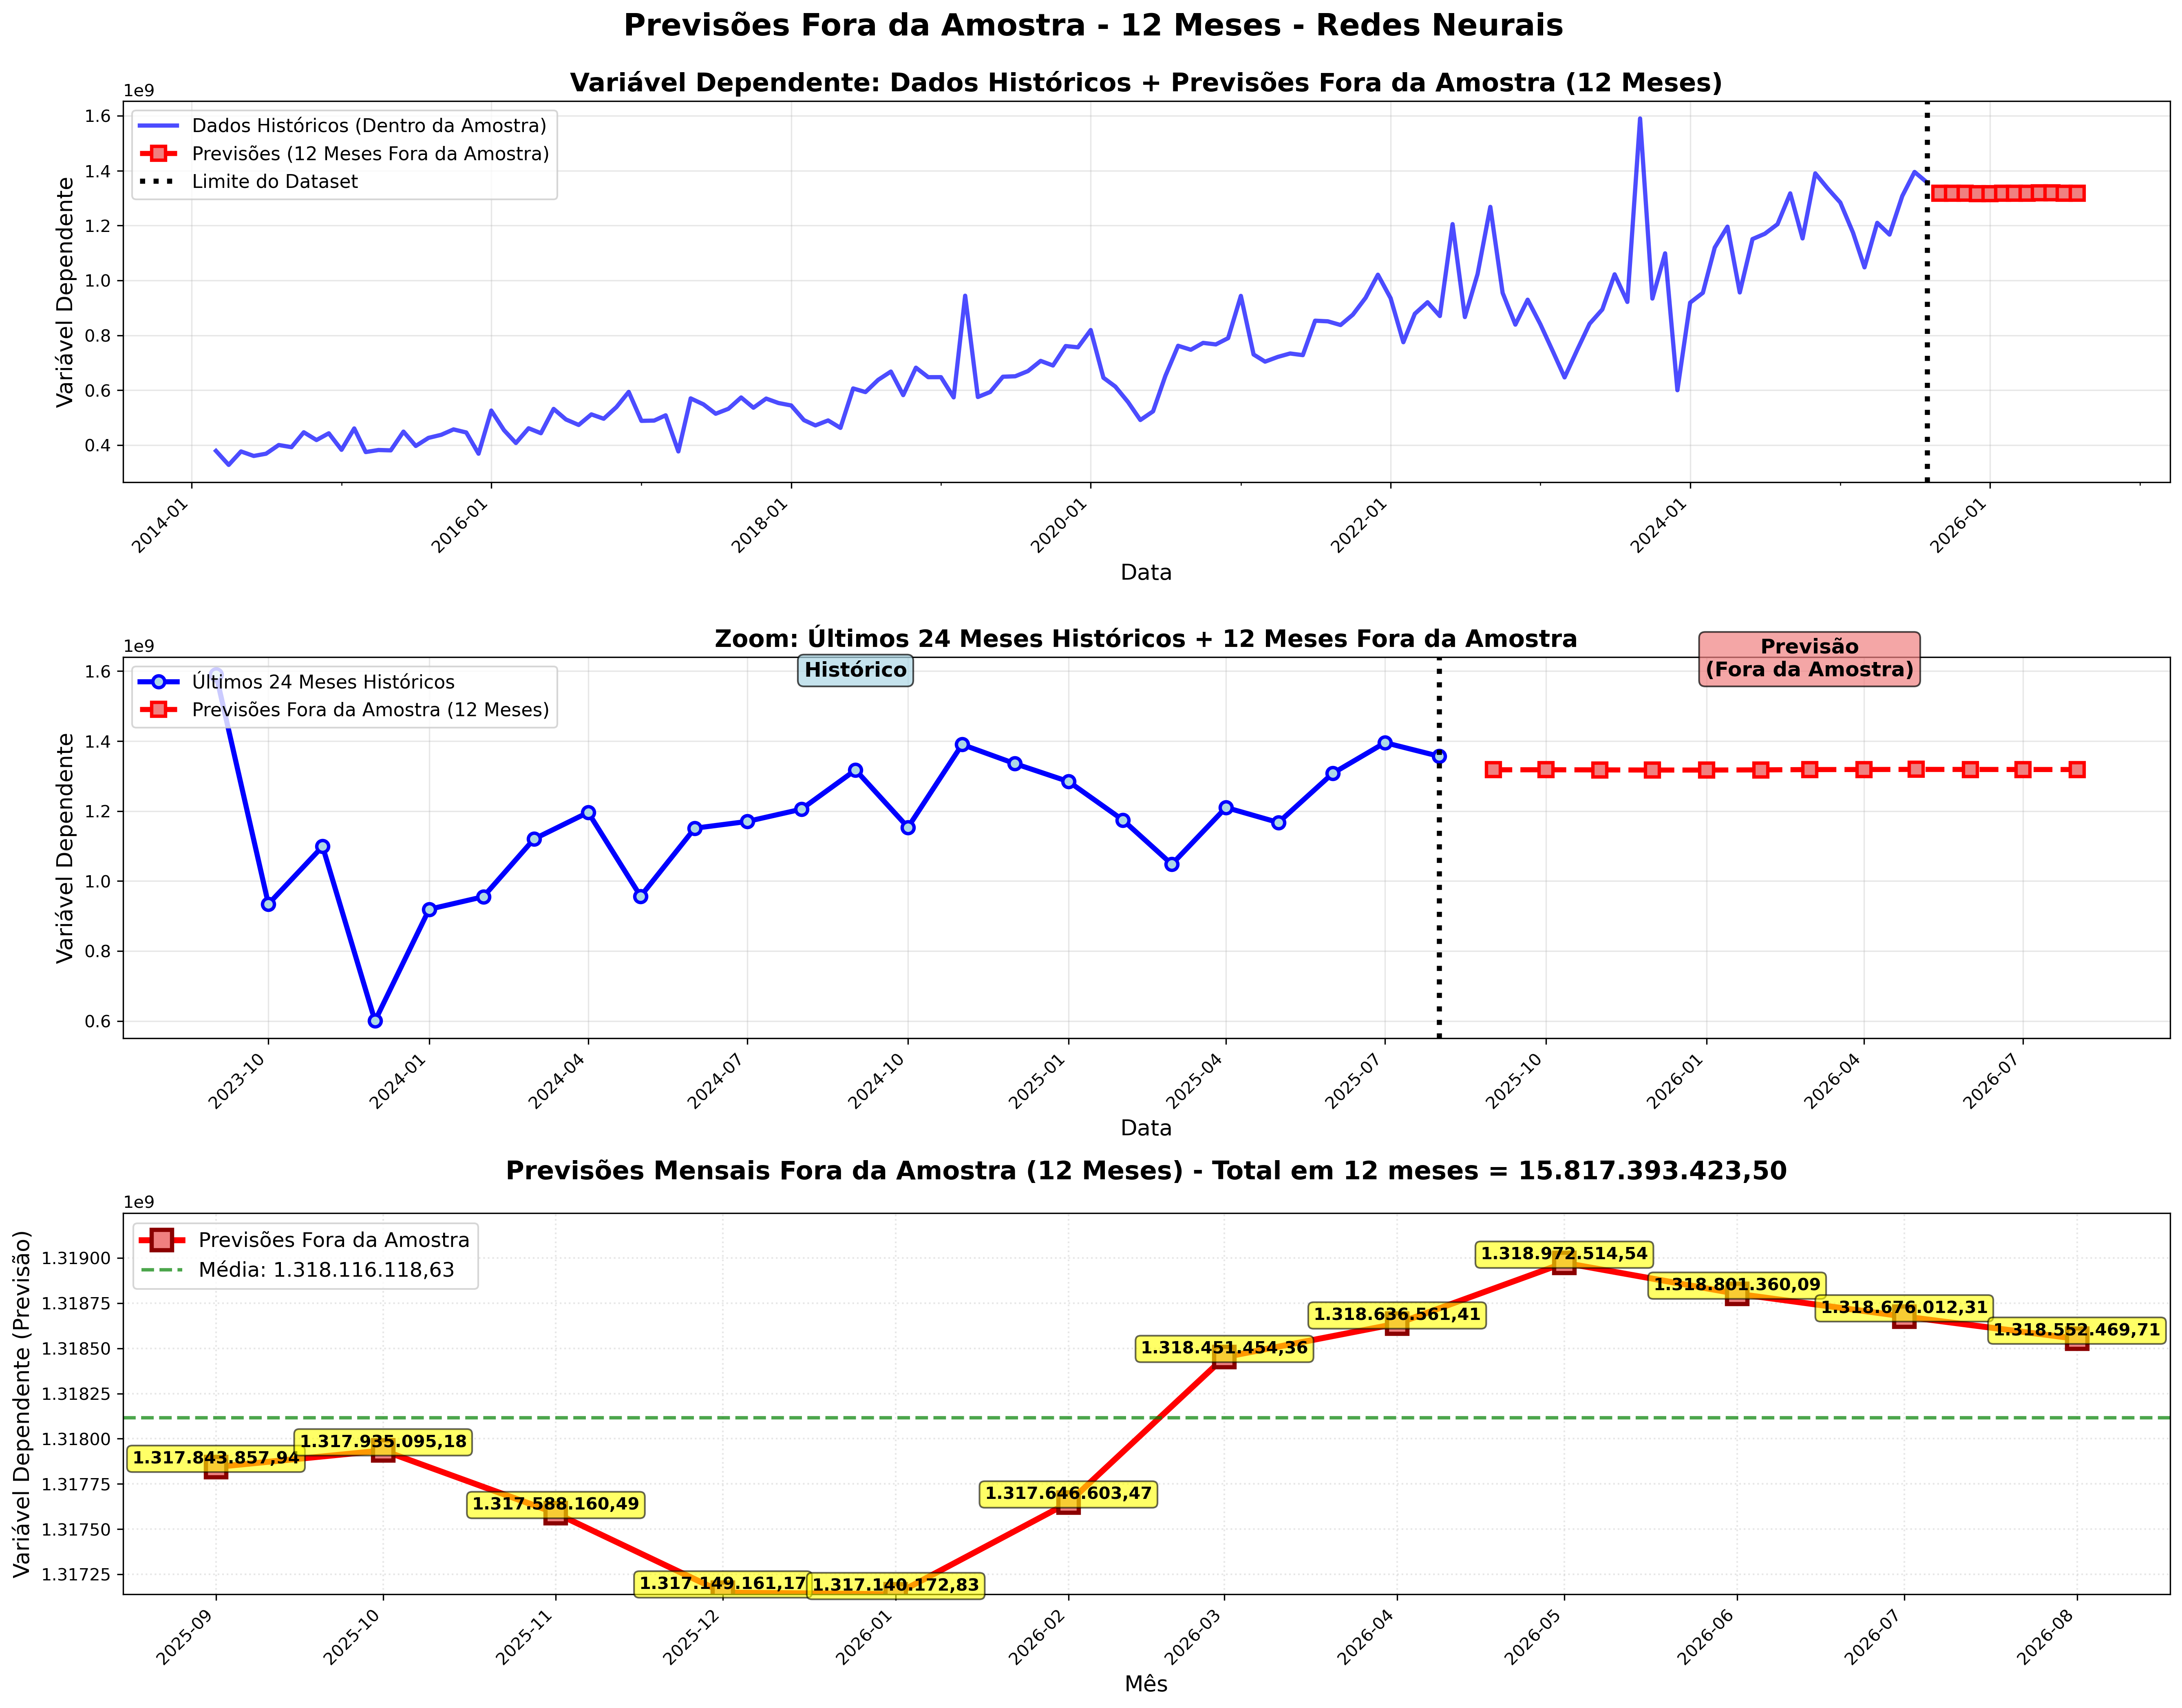 Previsões Fora da Amostra - 12 Meses - Redes Neurais
Variável Dependente: Dados Históricos + Previsões Fora da Amostra (12 Meses)
1e9
Dados Históricos (Dentro da Amostra)
Previsões (12 Meses Fora da Amostra)
Limite do Dataset
Variável Dependente
1.6
1.4
1.2
1.0
0.8
0.6
0.4
2014-01
2016-01
2018-01
2020-01
2022-01
2024-01
2026-01
Data
Zoom: Últimos 24 Meses Históricos + 12 Meses Fora da Amostra
1e9
Últimos 24 Meses Históricos
Previsões Fora da Amostra (12 Meses)
Histórico
Previsão
(Fora da Amostra)
Variável Dependente
1.6
1.4
1.2
1.0
0.8
0.6
2023-10
2024-01
2024-04
2024-07
2024-10
2025-01
2025-04
2025-07
2025-10
2026-01
2026-04
2026-07
Data
Previsões Mensais Fora da Amostra (12 Meses) - Total em 12 meses = 15.817.393.423,50
1e9
Previsões Fora da Amostra
Média: 1.318.116.118,63
Variável Dependente (Previsão)
1.31900
1.31875
1.31850
1.31825
1.31800
1.31775
1.31750
1.31725
1.317.843.857,94
1.317.935.095,18
1.317.588.160,49
1.317.149.161,17
1.317.140.172,83
1.317.646.603,47
1.318.451.454,36
1.318.636.561,41
1.318.972.514,54
1.318.801.360,09
1.318.676.012,31
1.318.552.469,71
2025-09
2025-10
2025-11
2025-12
2026-01
2026-02
2026-03
2026-04
2026-05
2026-06
2026-07
2026-08
Mês